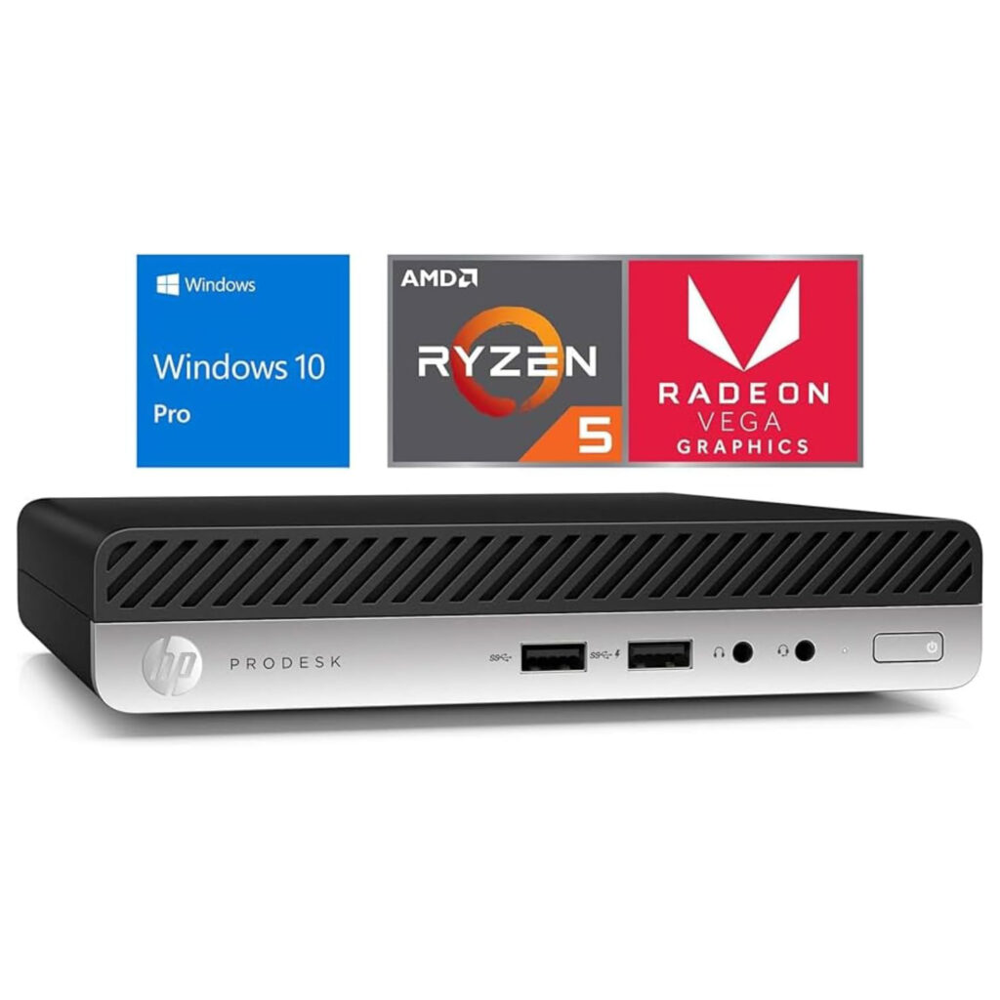 Windows
Windows 10
Pro
AMD
RYZEN
5
RADEON
VEGA
GRAPHICS
hp
PRODESK